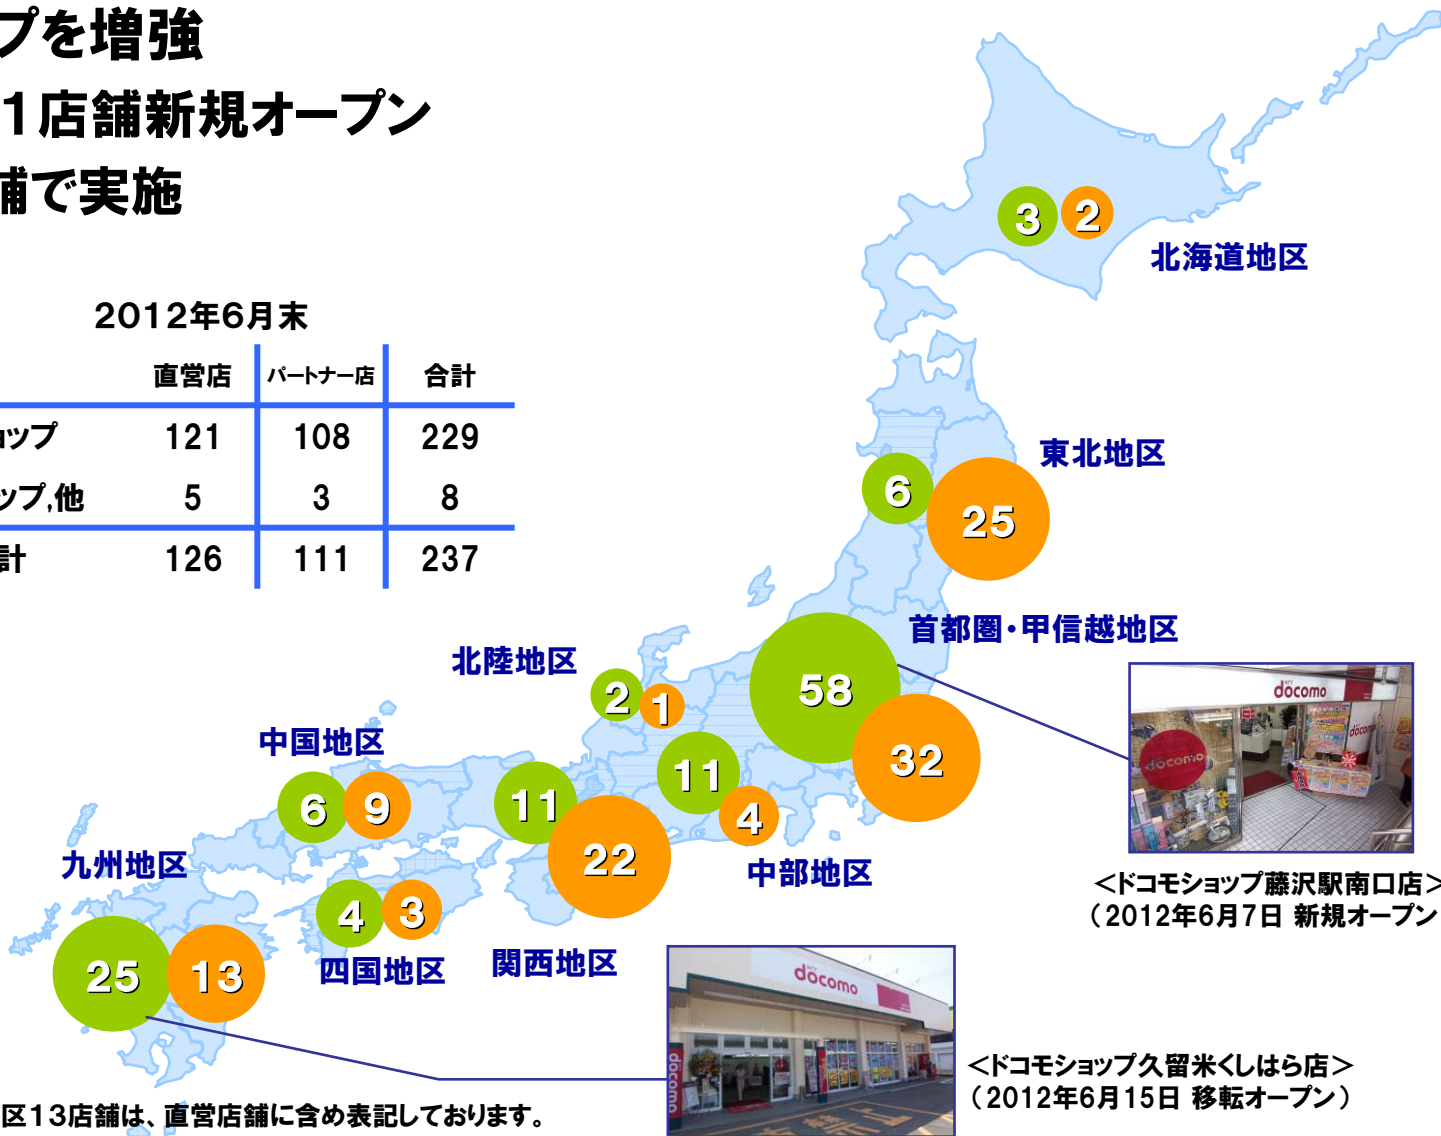 プを増強
1店舗新規オープン
舗で実施
2012年6月末
直営店 パートナー店 合計
ョップ 121 108 229
ップ,他 5 3 8
計 126 111 237
3 2
北海道地区
東北地区
6 25
首都圏・甲信越地区
58 32
北陸地区
2 1
中国地区
6 9
11 22
関西地区
11 4
中部地区
九州地区
25 13
4 3
四国地区
docomo
docomo
docomo
<ドコモショップ藤沢駅南口店>
(2012年6月7日 新規オープン
docomo
docomo
<ドコモショップ久留米くしはら店>
(2012年6月15日 移転オープン)
区13店舗は、直営店舗に含め表記しております。